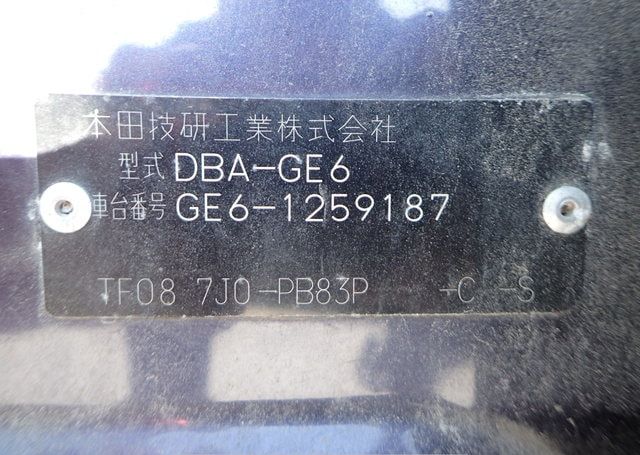 本田技研工業株式会社
型式 DBA-GE6
車台番号 GE6-1259187
TF08 7J0-PB83P +C -S